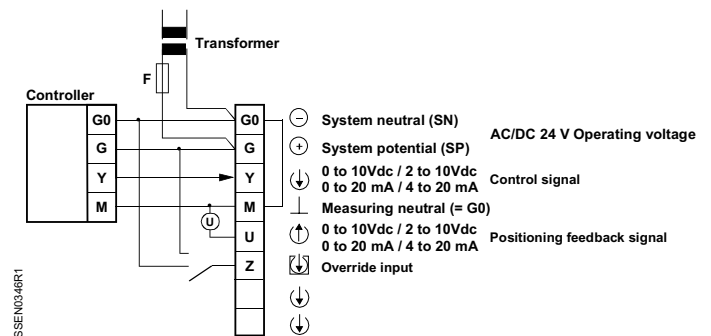 Transformer
F
Controller
G0
G
Y
M
G0
G
Y
M
U
Z
U
System neutral (SN)
System potential (SP)
AC/DC 24 V Operating voltage
0 to 10Vdc / 2 to 10Vdc
0 to 20 mA / 4 to 20 mA
Control signal
Measuring neutral (= G0)
0 to 10Vdc / 2 to 10Vdc
0 to 20 mA / 4 to 20 mA
Positioning feedback signal
Override input
SSEN0346R1